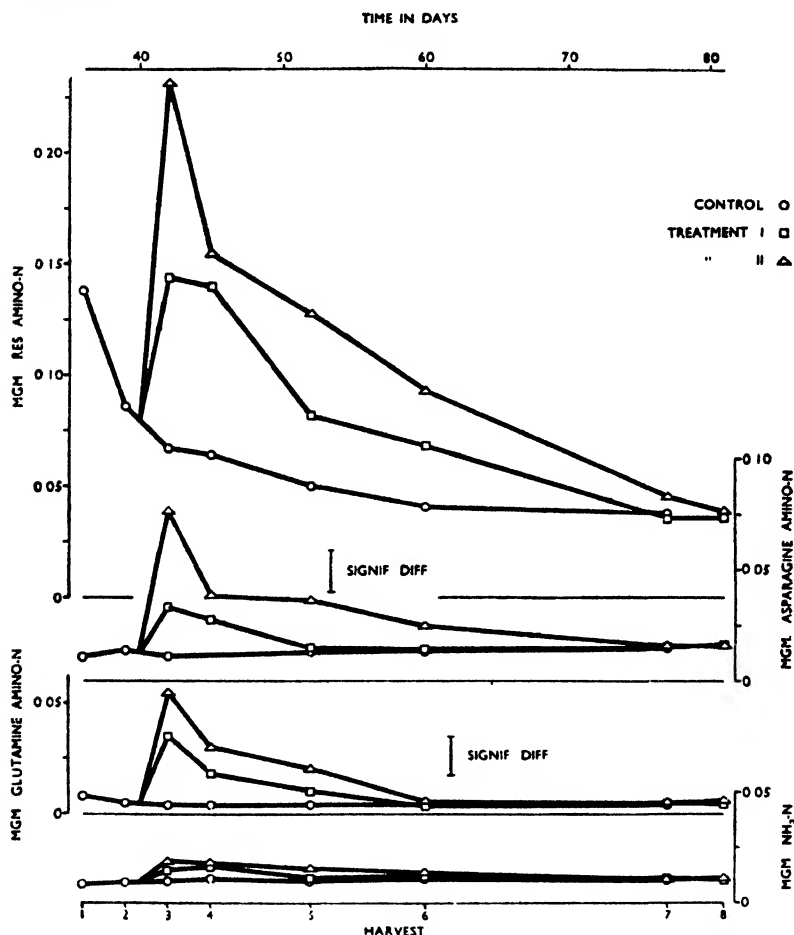 TIME IN DAYS
40 50 60 70 80
0 20
0 15
0 10
0 05
0
MGM RES AMINO-N
CONTROL
TREATMENT I
" II
0 10
0 05
0
MGM. ASPARAGINE AMINO-N
SIGNIF DIFF
0 05
0
MGM GLUTAMINE AMINO-N
SIGNIF DIFF
0 05
0
MGM NH₃-N
1 2 3 4 5 6 7 8
HARVEST